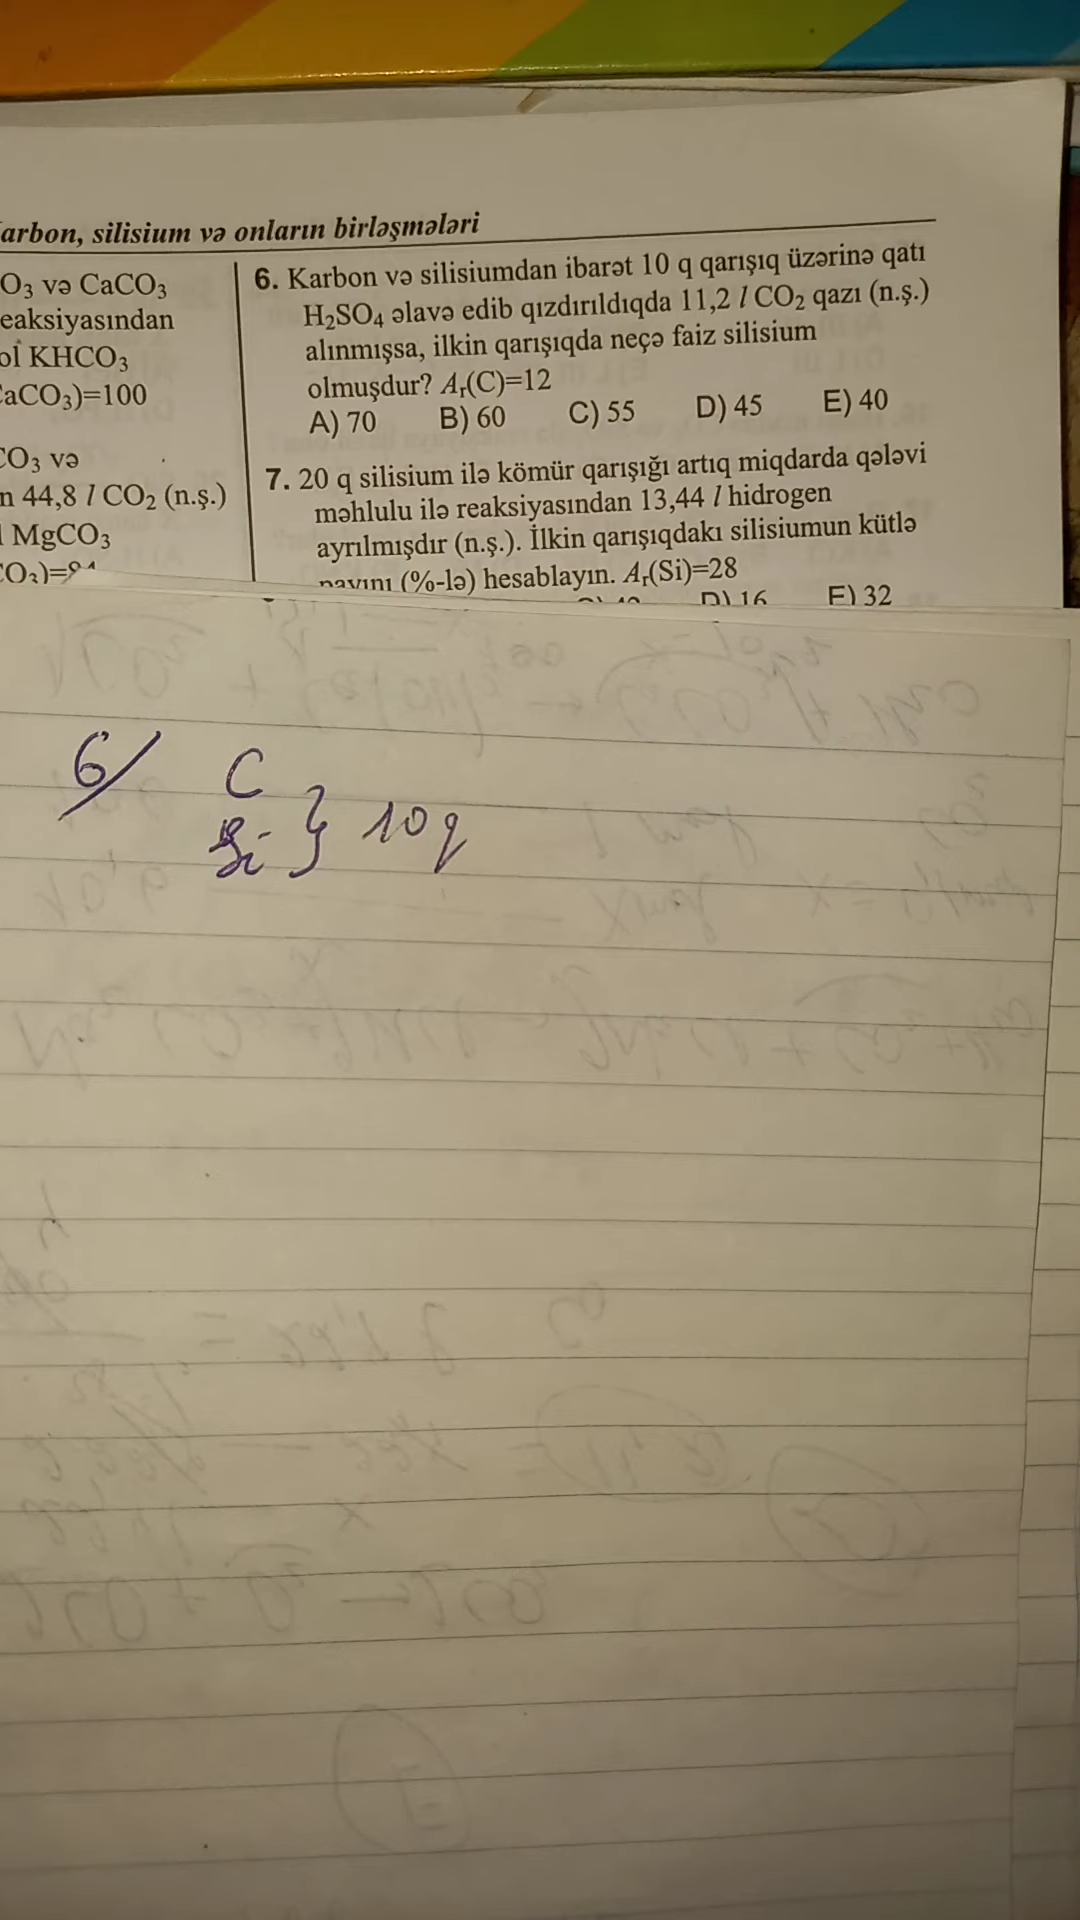 arbon, silisium və onların birləşmələri
O₃ və CaCO₃
eaksiyasından
ol KHCO₃
CaCO₃)=100
CO₃ və
n 44,8 l CO₂ (n.ş.)
MgCO₃
6. Karbon və silisiumdan ibarət 10 q qarışıq üzərinə qatı
H₂SO₄ əlavə edib qızdırıldıqda 11,2 l CO₂ qazı (n.ş.)
alınmışsa, ilkin qarışıqda neçə faiz silisium
olmuşdur? Aᵣ(C)=12
A) 70 B) 60 C) 55 D) 45 E) 40
7. 20 q silisium ilə kömür qarışığı artıq miqdarda qələvi
məhlulu ilə reaksiyasından 13,44 l hidrogen
ayrılmışdır (n.ş.). İlkin qarışıqdakı silisiumun kütlə
payını (%-lə) hesablayın. Aᵣ(Si)=28
D) 16 E) 32
6/ C
Si } 10q